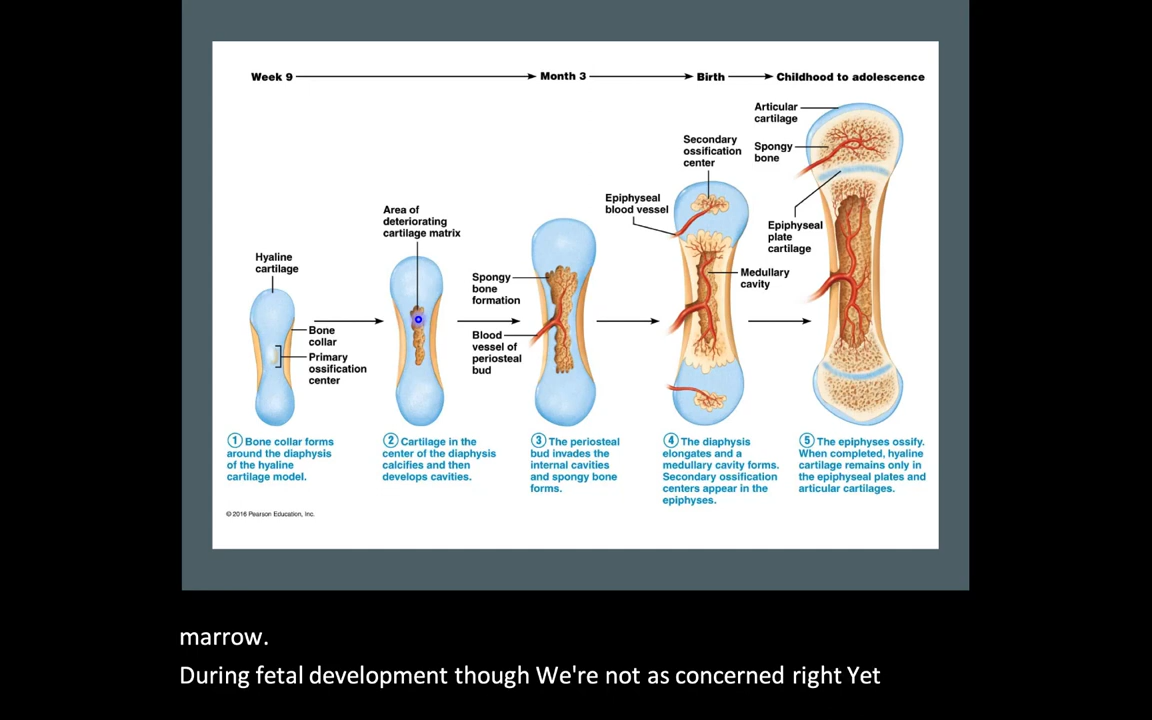 Week 9
Month 3
Birth
Childhood to adolescence
Articular
cartilage
Secondary
ossification
center
Spongy
bone
Epiphyseal
blood vessel
Area of
deteriorating
cartilage matrix
Epiphyseal
plate
cartilage
Hyaline
cartilage
Spongy
bone
formation
Medullary
cavity
Bone
collar
Primary
ossification
center
Blood
vessel of
periosteal
bud
1 Bone collar forms
around the diaphysis
of the hyaline
cartilage model.
2 Cartilage in the
center of the diaphysis
calcifies and then
develops cavities.
3 The periosteal
bud invades the
internal cavities
and spongy bone
forms.
4 The diaphysis
elongates and a
medullary cavity forms.
Secondary ossification
centers appear in the
epiphyses.
5 The epiphyses ossify.
When completed, hyaline
cartilage remains only in
the epiphyseal plates and
articular cartilages.
© 2016 Pearson Education, Inc.
marrow.
During fetal development though We're not as concerned right Yet